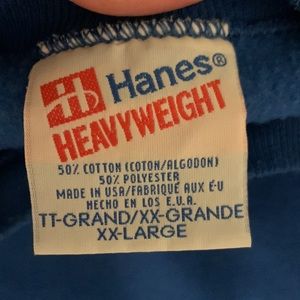 Hanes®
HEAVYWEIGHT
50% COTTON (COTON/ALGODON)
50% POLYESTER
MADE IN USA/FABRIQUÉ AUX É-U
HECHO EN LOS E.U.A.
TT-GRAND/XX-GRANDE
XX-LARGE